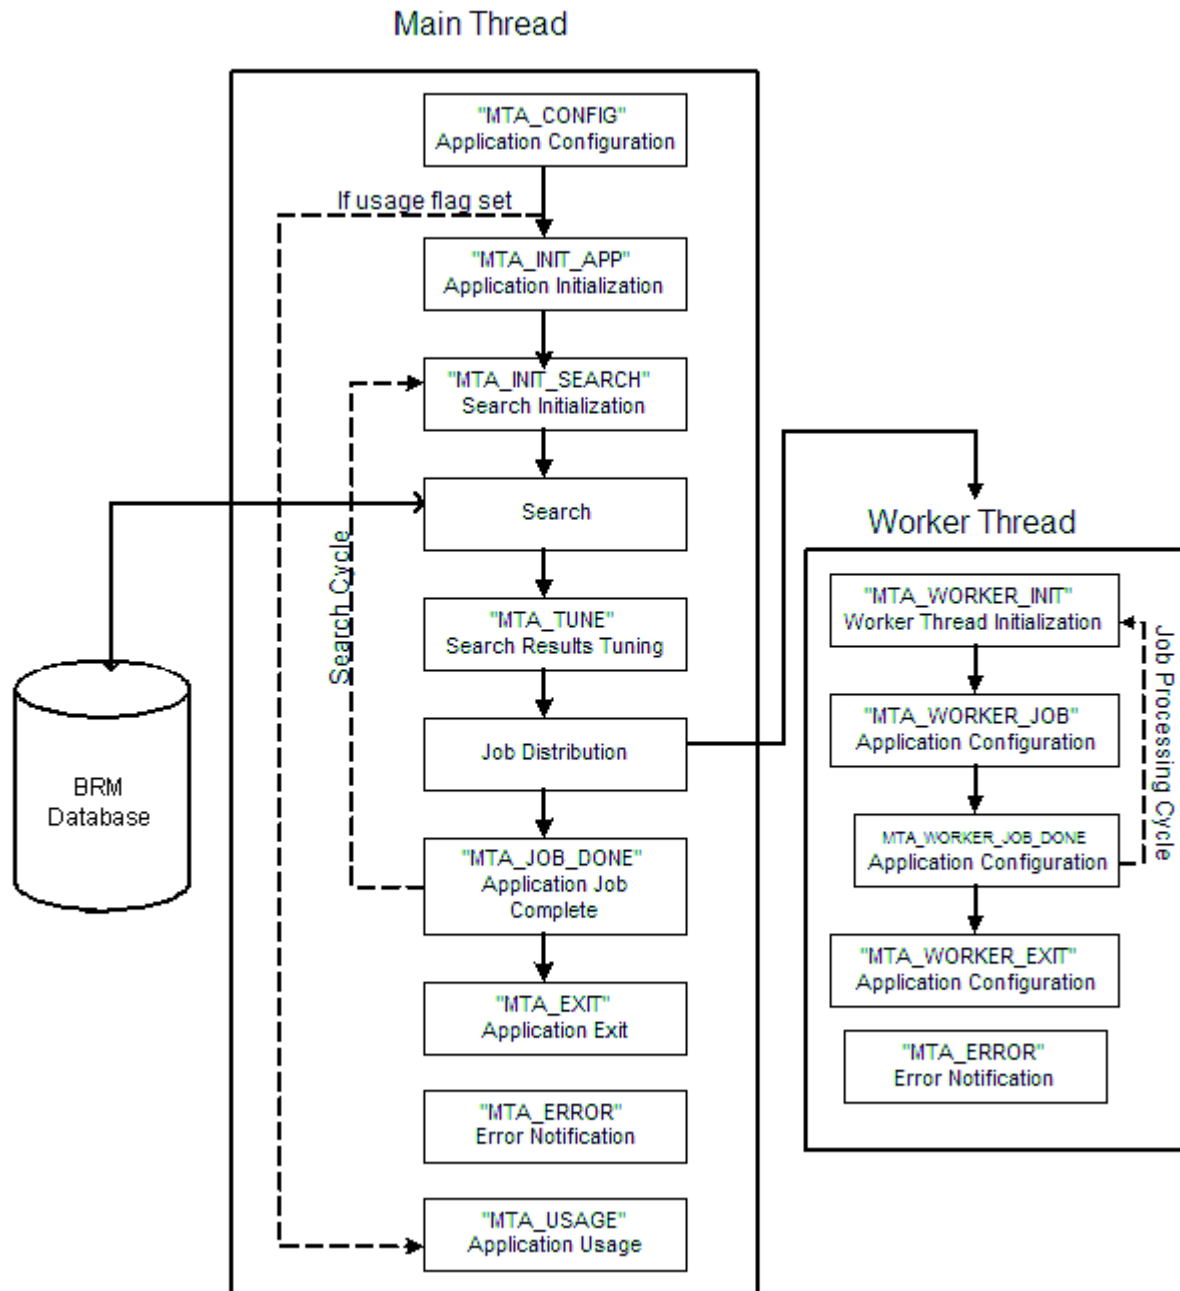 Main Thread
"MTA_CONFIG"
Application Configuration
If usage flag set
"MTA_INIT_APP"
Application Initialization
"MTA_INIT_SEARCH"
Search Initialization
Search
Search Cycle
"MTA_TUNE"
Search Results Tuning
Job Distribution
"MTA_JOB_DONE"
Application Job
Complete
"MTA_EXIT"
Application Exit
"MTA_ERROR"
Error Notification
"MTA_USAGE"
Application Usage
BRM
Database
Worker Thread
"MTA_WORKER_INIT"
Worker Thread Initialization
"MTA_WORKER_JOB"
Application Configuration
MTA_WORKER_JOB_DONE
Application Configuration
"MTA_WORKER_EXIT"
Application Configuration
"MTA_ERROR"
Error Notification
Job Processing Cycle